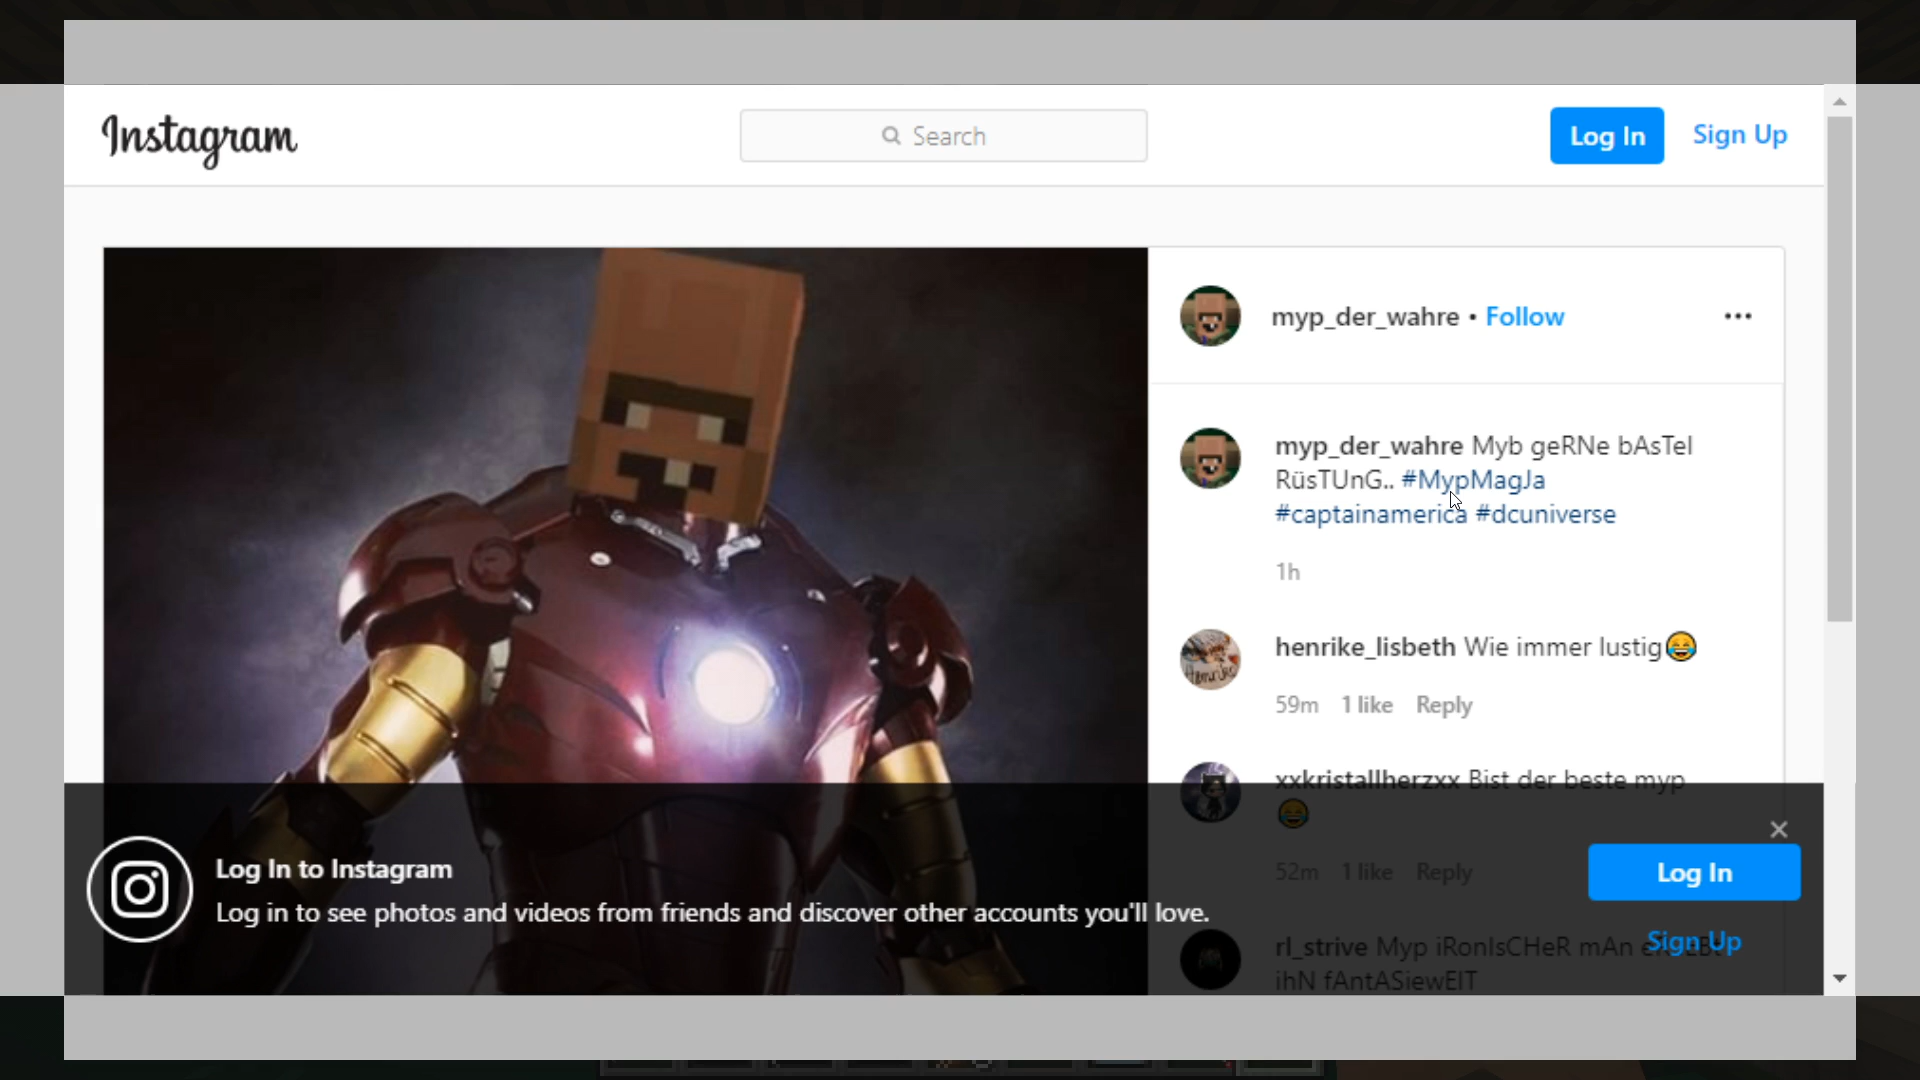 Instagram
Search
Log In
Sign Up
myp_der_wahre • Follow
myp_der_wahre Myb geRNe bAsTel
RüsTUnG.. #MypMagJa
#captainamerica #dcuniverse
1h
henrike_lisbeth Wie immer lustig😂
59m 1 like Reply
xxkristallherzxx Bist der beste myp
😂
52m 1 like Reply
rl_strive Myp iRonIsCHeR mAn
ihN fAntASiewElT
Log In to Instagram
Log in to see photos and videos from friends and discover other accounts you'll love.
Log In
Sign Up